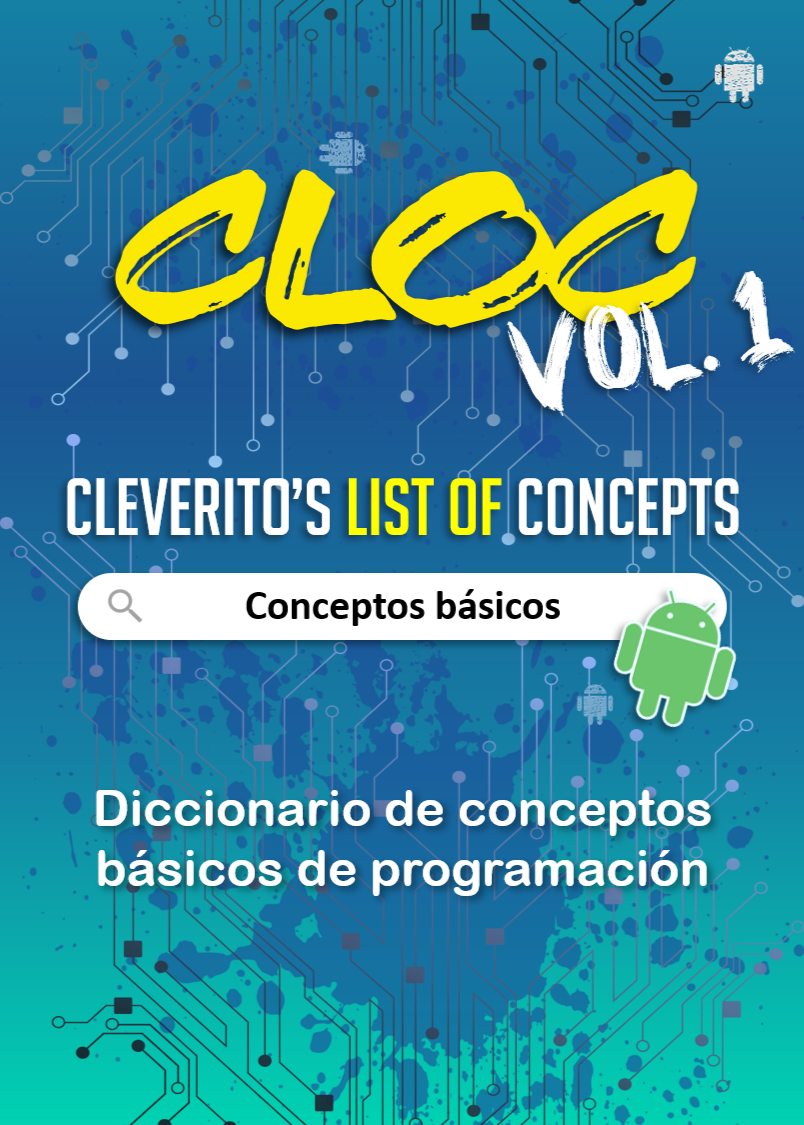 CLOC
VOL. 1
CLEVERITO'S LIST OF CONCEPTS
Conceptos básicos
Diccionario de conceptos
básicos de programación